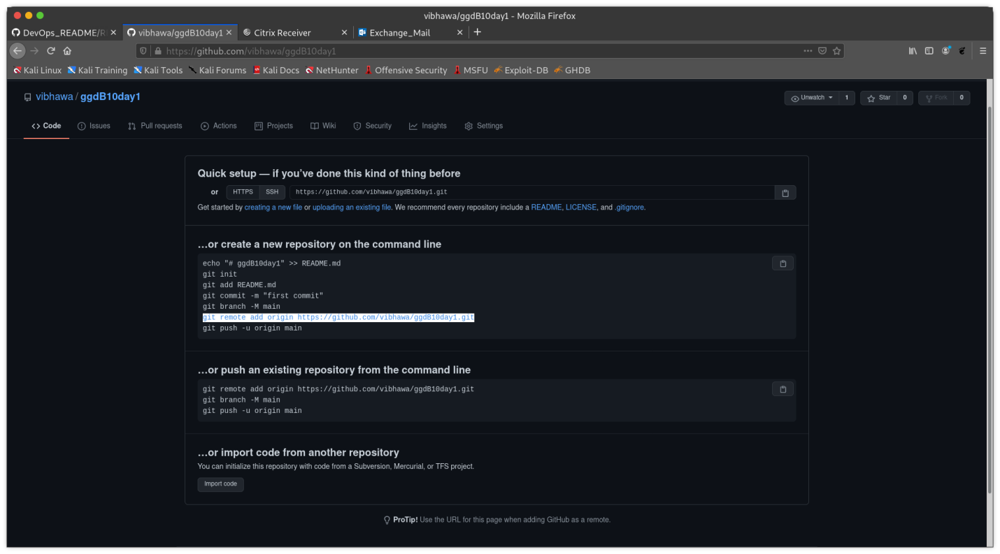 vibhawa/ggdB10day1 - Mozilla Firefox
DevOps_README/R vibhawa/ggdB10day1 Citrix Receiver Exchange_Mail
https://github.com/vibhawa/ggdB10day1
Kali Linux Kali Training Kali Tools Kali Forums Kali Docs NetHunter Offensive Security MSFU Exploit-DB GHDB
vibhawa / ggdB10day1 Unwatch 1 Star 0 Fork 0
<> Code Issues Pull requests Actions Projects Wiki Security Insights Settings
Quick setup — if you’ve done this kind of thing before
or HTTPS SSH https://github.com/vibhawa/ggdB10day1.git
Get started by creating a new file or uploading an existing file. We recommend every repository include a README, LICENSE, and .gitignore.
…or create a new repository on the command line
echo "# ggdB10day1" >> README.md
git init
git add README.md
git commit -m "first commit"
git branch -M main
git remote add origin https://github.com/vibhawa/ggdB10day1.git
git push -u origin main
…or push an existing repository from the command line
git remote add origin https://github.com/vibhawa/ggdB10day1.git
git branch -M main
git push -u origin main
…or import code from another repository
You can initialize this repository with code from a Subversion, Mercurial, or TFS project.
Import code
ProTip! Use the URL for this page when adding GitHub as a remote.